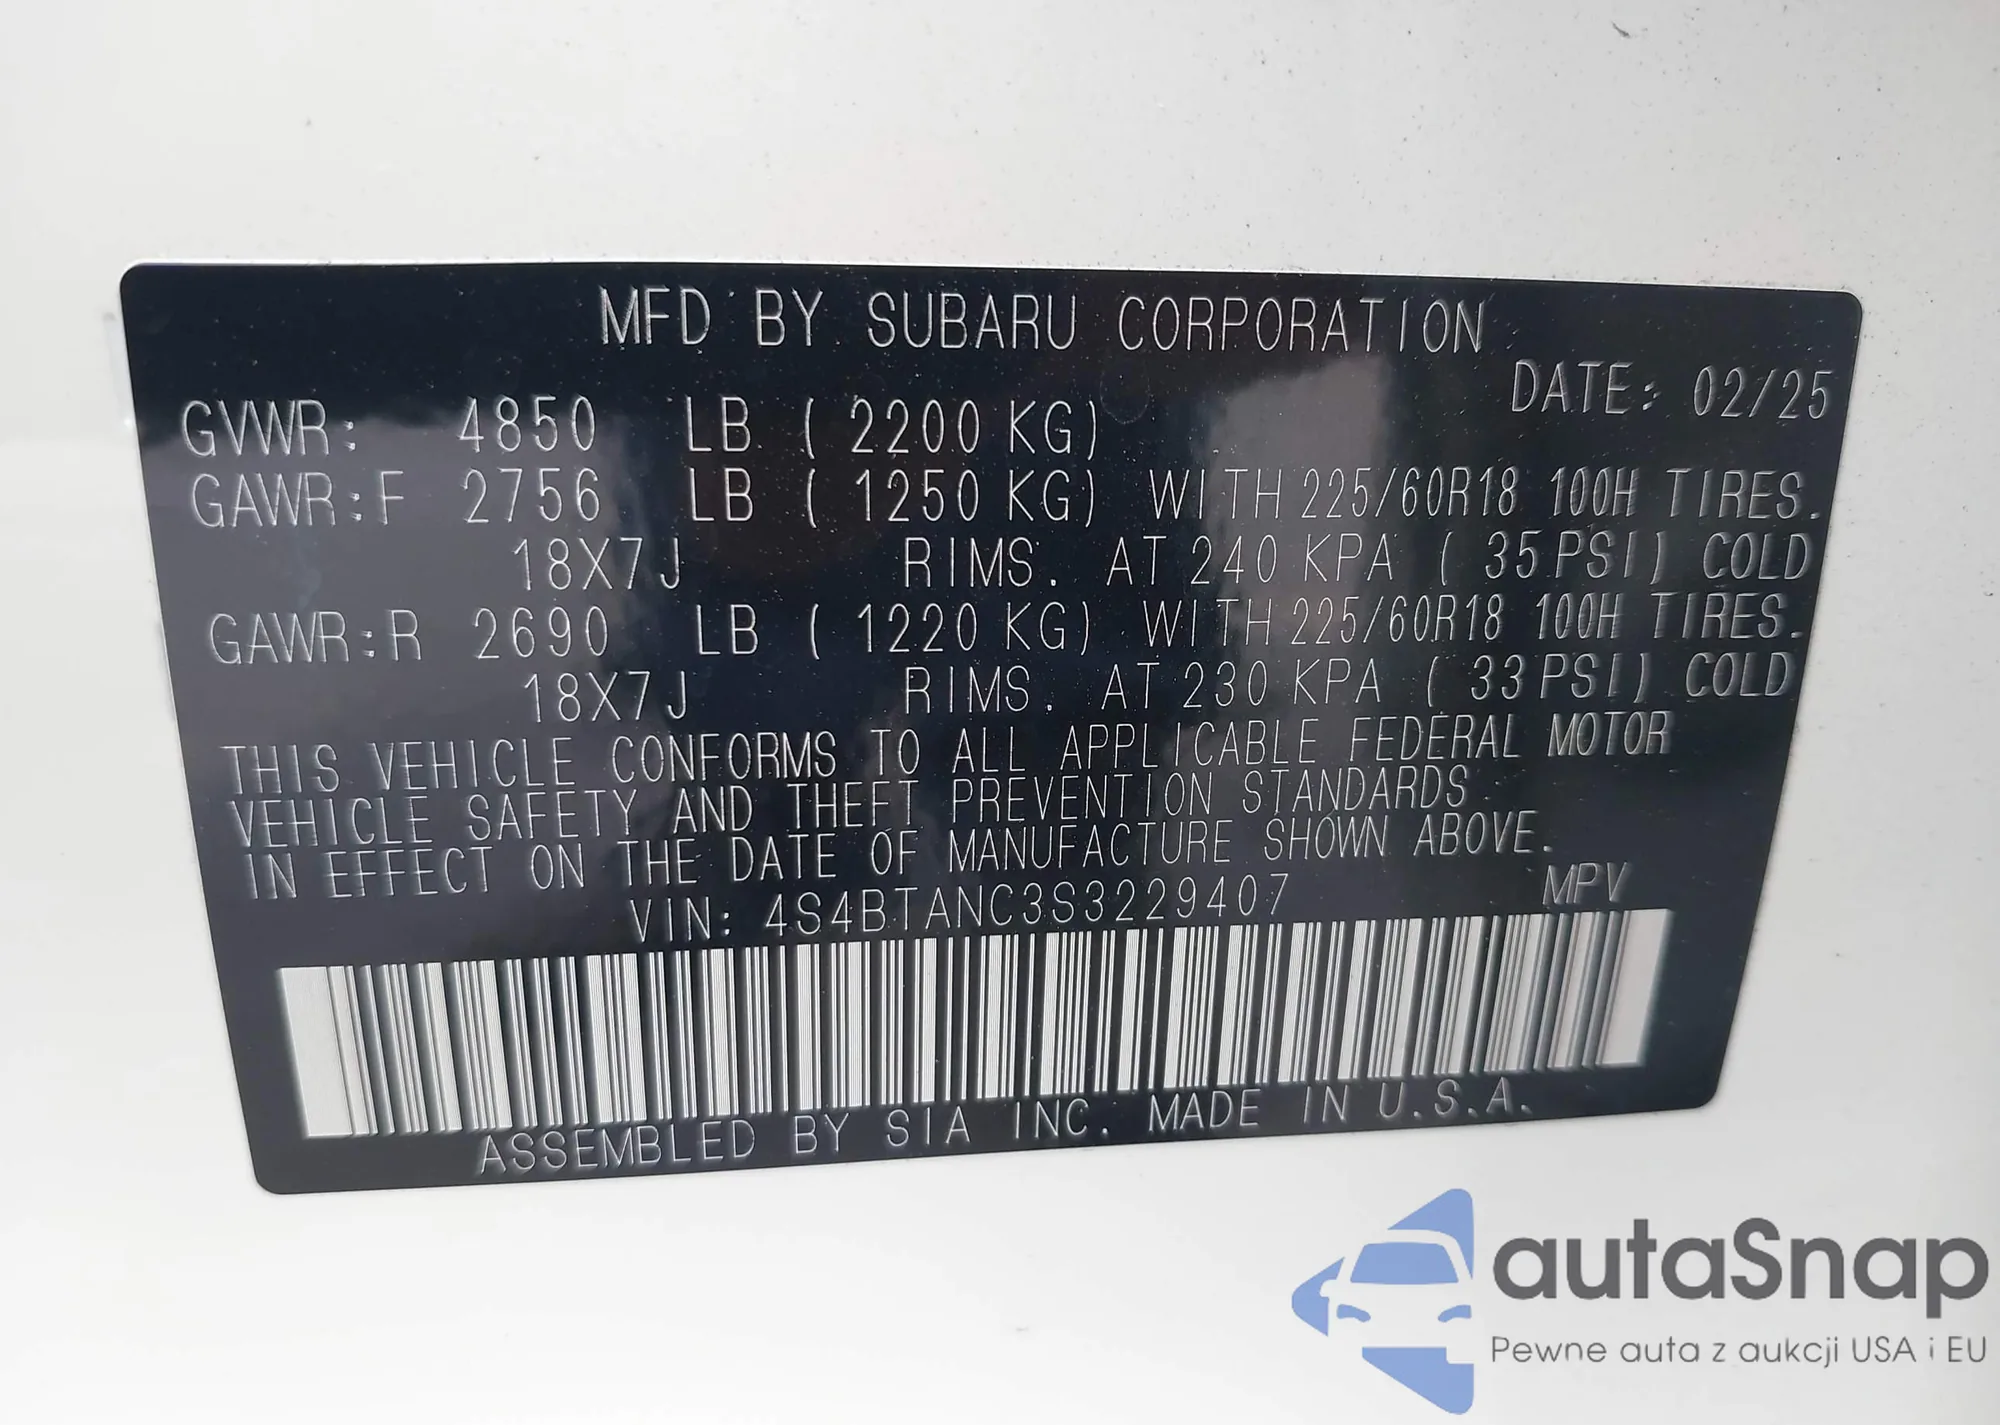 MFD BY SUBARU CORPORATION
DATE: 02/25
GVWR: 4850 LB ( 2200 KG)
GAWR:F 2756 LB ( 1250 KG) WITH 225/60R18 100H TIRES.
18X7J RIMS. AT 240 KPA ( 35 PSI) COLD
GAWR:R 2690 LB ( 1220 KG) WITH 225/60R18 100H TIRES.
18X7J RIMS. AT 230 KPA ( 33 PSI) COLD
THIS VEHICLE CONFORMS TO ALL APPLICABLE FEDERAL MOTOR
VEHICLE SAFETY AND THEFT PREVENTION STANDARDS
IN EFFECT ON THE DATE OF MANUFACTURE SHOWN ABOVE.
VIN: 4S4BTANC3S3229407 MPV
ASSEMBLED BY SIA INC. MADE IN U.S.A.
autaSnap
Pewne auta z aukcji USA i EU